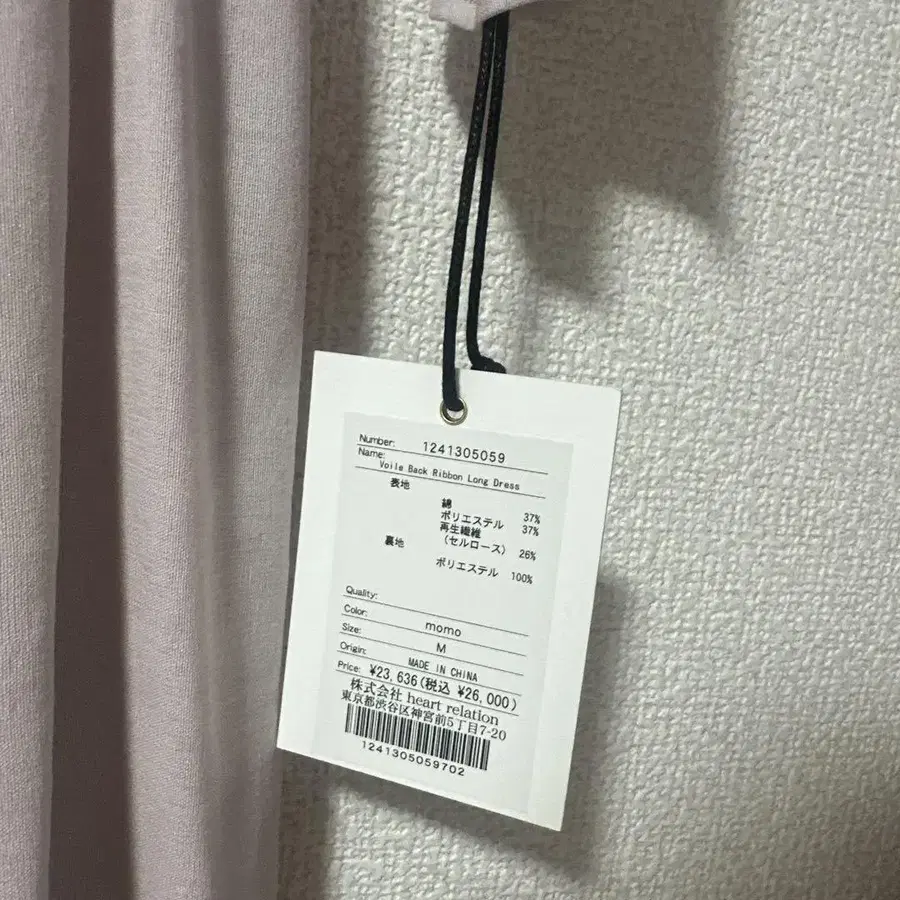 Number: 1241305059
Name:
Voile Back Ribbon Long Dress
表地
綿 37%
ポリエステル 37%
再生繊維
(セルロース) 26%
裏地
ポリエステル 100%
Quality:
Color: momo
Size: M
Origin: MADE IN CHINA
Price: ¥23,636(税込 ¥26,000)
株式会社 heart relation
東京都渋谷区神宮前5丁目7-20
1241305059702